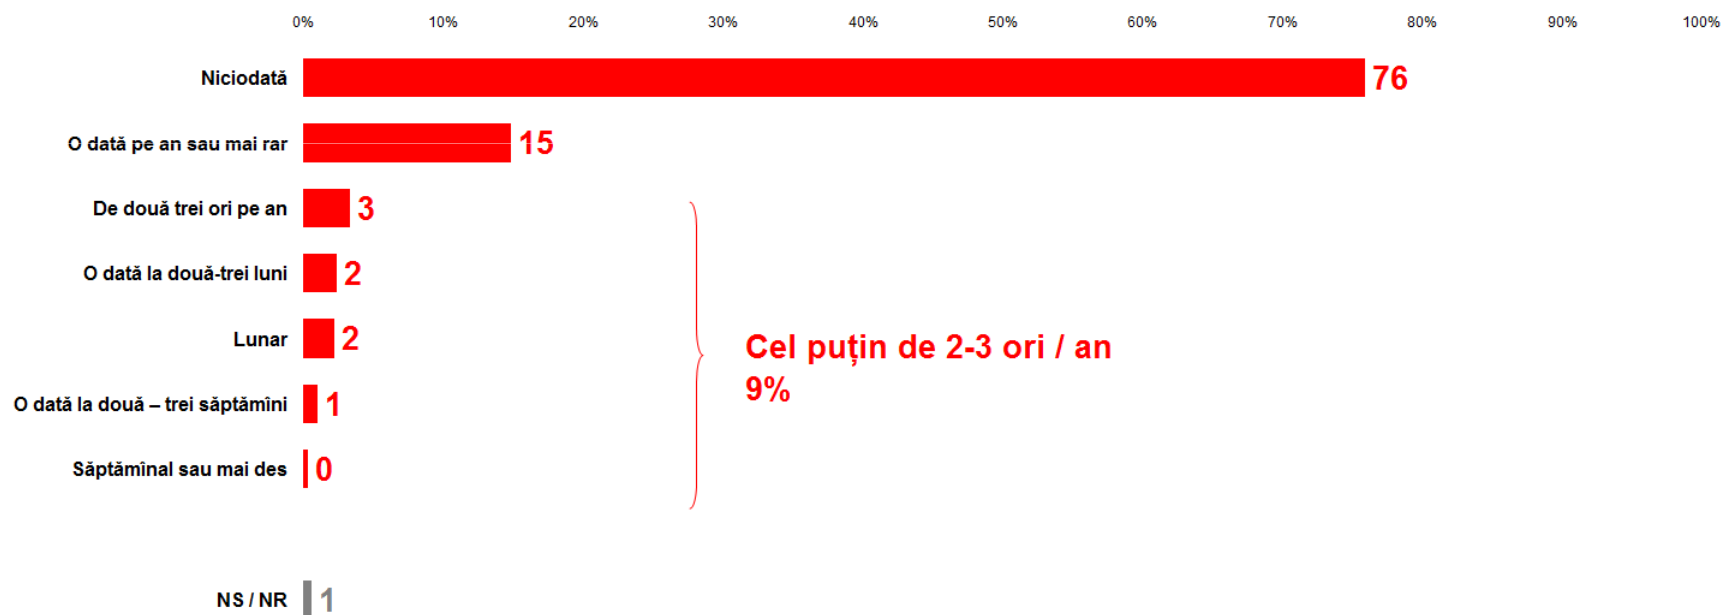 0% 10% 20% 30% 40% 50% 60% 70% 80% 90% 100%
Niciodată 76
O dată pe an sau mai rar 15
De două trei ori pe an 3
O dată la două-trei luni 2
Lunar 2
Cel puțin de 2-3 ori / an
9%
O dată la două – trei săptămîni 1
Săptămînal sau mai des 0
NS / NR 1